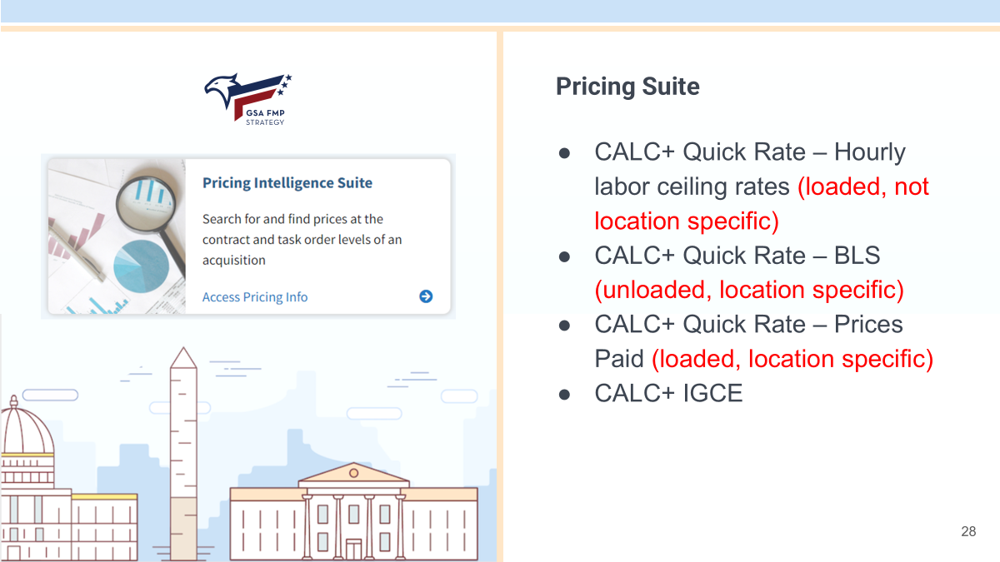 GSA FMP
STRATEGY
Pricing Intelligence Suite
Search for and find prices at the
contract and task order levels of an
acquisition
Access Pricing Info
Pricing Suite
● CALC+ Quick Rate – Hourly
labor ceiling rates (loaded, not
location specific)
● CALC+ Quick Rate – BLS
(unloaded, location specific)
● CALC+ Quick Rate – Prices
Paid (loaded, location specific)
● CALC+ IGCE
28